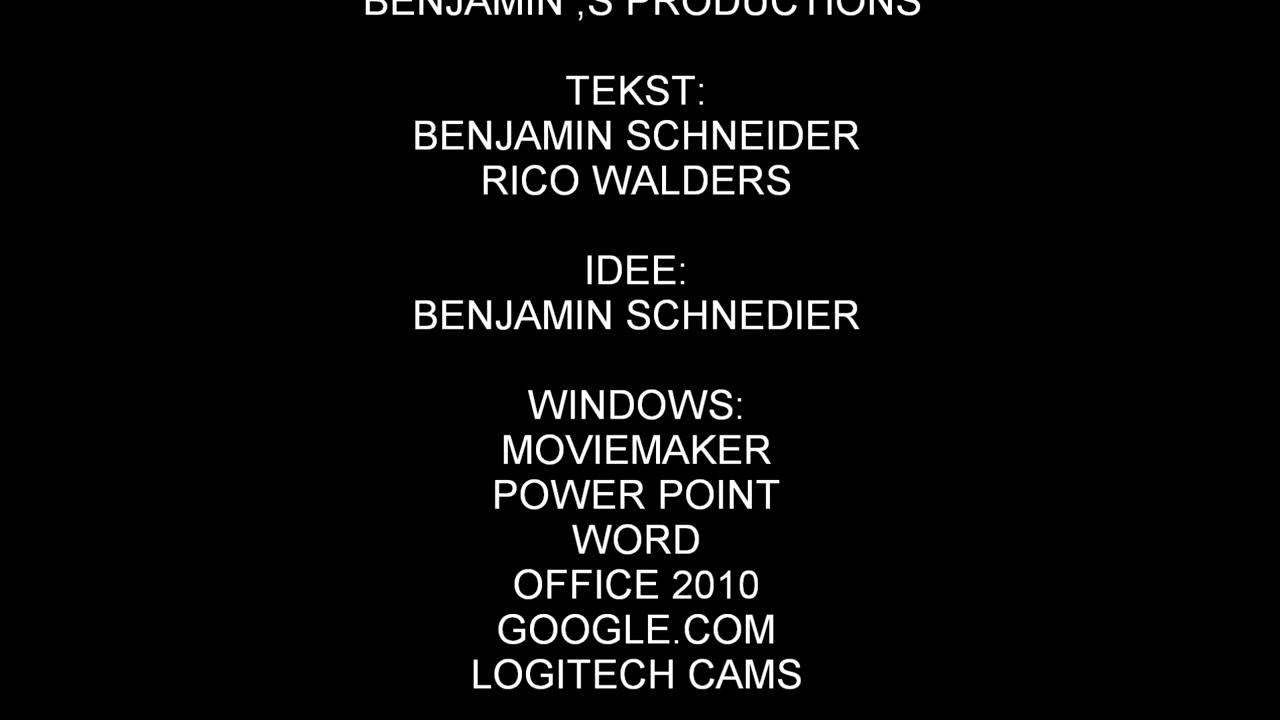 BENJAMIN ,S PRODUCTIONS
TEKST:
BENJAMIN SCHNEIDER
RICO WALDERS
IDEE:
BENJAMIN SCHNEDIER
WINDOWS:
MOVIEMAKER
POWER POINT
WORD
OFFICE 2010
GOOGLE.COM
LOGITECH CAMS